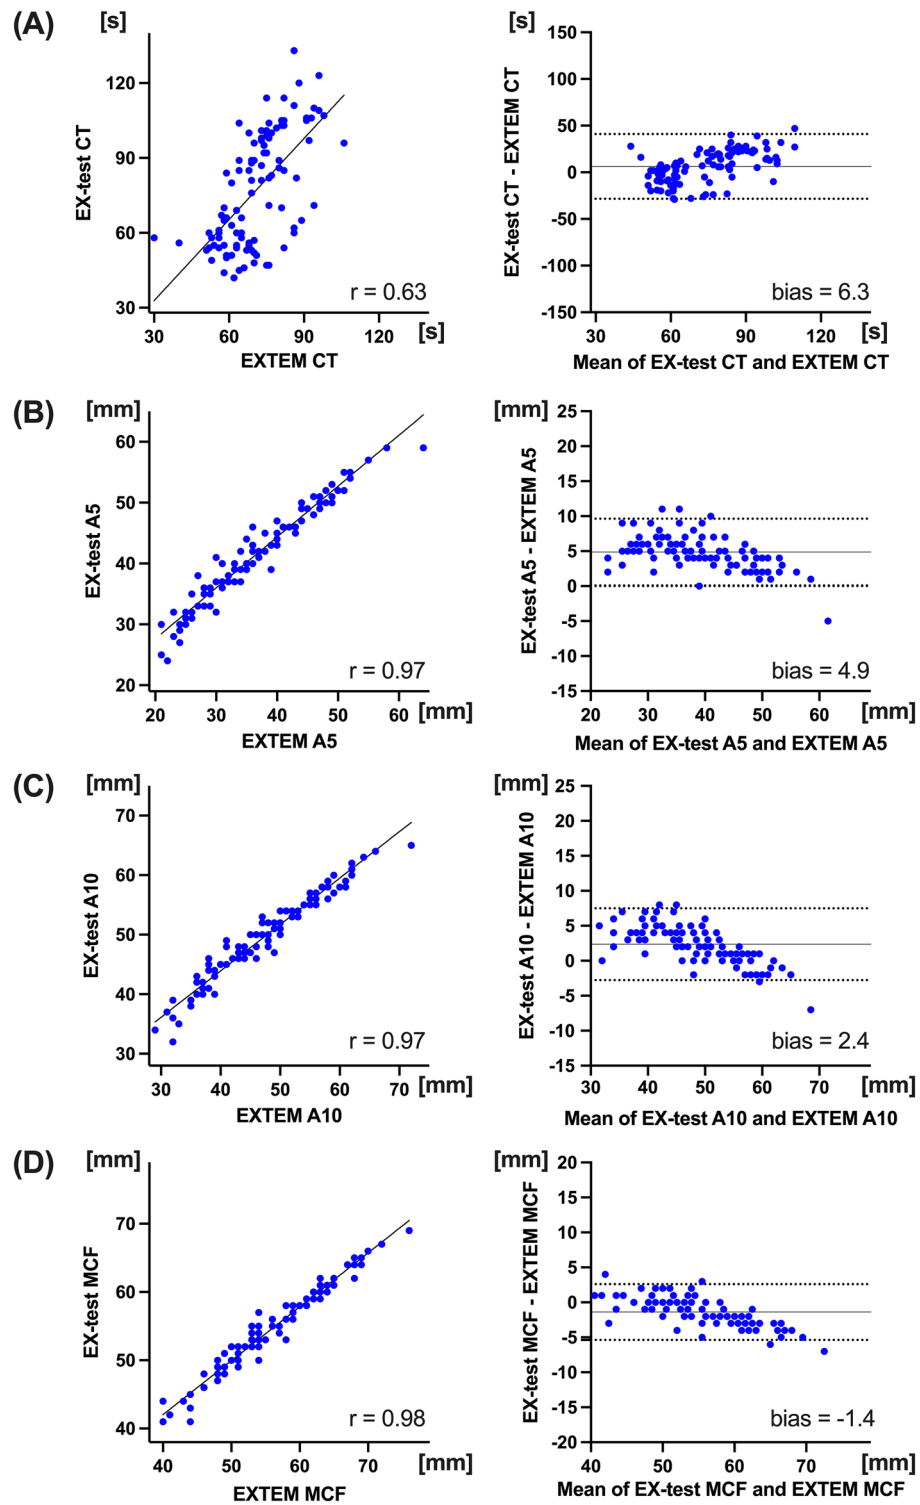 (A)
[s]
EX-test CT
120
90
60
30
r = 0.63
30 60 90 120 [s]
EXTEM CT
[s]
EX-test CT - EXTEM CT
150
100
50
0
-50
-100
-150
bias = 6.3
30 60 90 120 [s]
Mean of EX-test CT and EXTEM CT
(B)
[mm]
EX-test A5
60
50
40
30
20
r = 0.97
20 30 40 50 60 [mm]
EXTEM A5
[mm]
EX-test A5 - EXTEM A5
25
20
15
10
5
0
-5
-10
-15
bias = 4.9
20 30 40 50 60 [mm]
Mean of EX-test A5 and EXTEM A5
(C)
[mm]
EX-test A10
70
60
50
40
30
r = 0.97
30 40 50 60 70 [mm]
EXTEM A10
[mm]
EX-test A10 - EXTEM A10
25
20
15
10
5
0
-5
-10
-15
bias = 2.4
30 40 50 60 70 [mm]
Mean of EX-test A10 and EXTEM A10
(D)
[mm]
EX-test MCF
70
60
50
40
r = 0.98
40 50 60 70 [mm]
EXTEM MCF
[mm]
EX-test MCF - EXTEM MCF
20
15
10
5
0
-5
-10
-15
-20
bias = -1.4
40 50 60 70 [mm]
Mean of EX-test MCF and EXTEM MCF